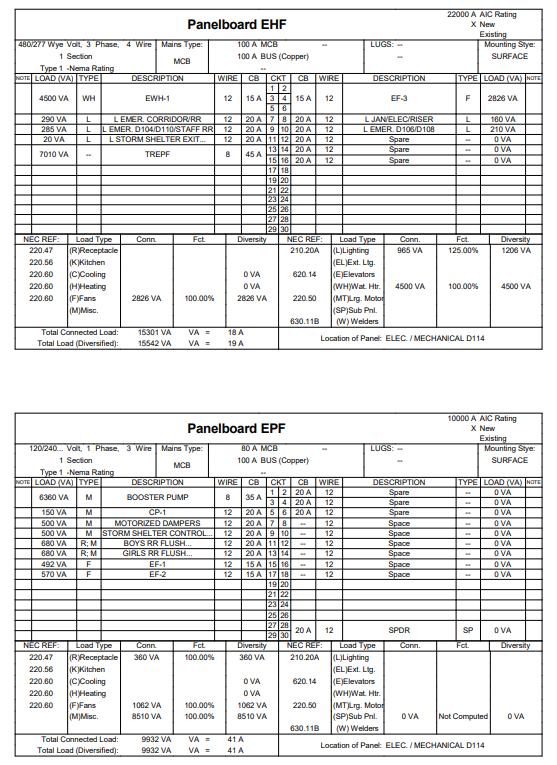 Panelboard EHF
22000 A AIC Rating
X New
Existing
480/277 Wye Volt, 3 Phase, 4 Wire Mains Type: 100 A MCB -- LUGS: -- Mounting Stye:
1 Section MCB 100 A BUS (Copper) -- SURFACE
Type 1 -Nema Rating --
NOTE LOAD (VA) TYPE DESCRIPTION WIRE CB CKT CB WIRE DESCRIPTION TYPE LOAD (VA) NOTE
1 2
4500 VA WH EWH-1 12 15 A 3 4 15 A 12 EF-3 F 2826 VA
5 6
290 VA L L EMER. CORRIDOR/RR 12 20 A 7 8 20 A 12 L JAN/ELEC/RISER L 160 VA
285 VA L L EMER. D104/D110/STAFF RR 12 20 A 9 10 20 A 12 L EMER. D106/D108 L 210 VA
20 VA L L STORM SHELTER EXIT... 12 20 A 11 12 20 A 12 Spare -- 0 VA
7010 VA -- TREPF 8 45 A 13 14 20 A 12 Spare -- 0 VA
15 16 20 A 12 Spare -- 0 VA
17 18
19 20
21 22
23 24
25 26
27 28
29 30
NEC REF: Load Type Conn. Fct. Diversity NEC REF: Load Type Conn. Fct. Diversity
220.47 (R)Receptacle 210.20A (L)Lighting 965 VA 125.00% 1206 VA
220.56 (K)Kitchen (EL)Ext. Ltg.
220.60 (C)Cooling 0 VA 620.14 (E)Elevators
220.60 (H)Heating 0 VA (WH)Wat. Htr. 4500 VA 100.00% 4500 VA
220.60 (F)Fans 2826 VA 100.00% 2826 VA 220.50 (MT)Lrg. Motor
(M)Misc. (SP)Sub Pnl.
630.11B (W) Welders
Total Connected Load: 15301 VA VA = 18 A
Total Load (Diversified): 15542 VA VA = 19 A
Location of Panel: ELEC. / MECHANICAL D114
Panelboard EPF
10000 A AIC Rating
X New
Existing
120/240... Volt, 1 Phase, 3 Wire Mains Type: 80 A MCB LUGS: -- Mounting Stye:
1 Section MCB 100 A BUS (Copper) -- SURFACE
Type 1 -Nema Rating --
NOTE LOAD (VA) TYPE DESCRIPTION WIRE CB CKT CB WIRE DESCRIPTION TYPE LOAD (VA) NOTE
6360 VA M BOOSTER PUMP 8 35 A 1 2 20 A 12 Spare -- 0 VA
3 4 20 A 12 Spare -- 0 VA
150 VA M CP-1 12 20 A 5 6 20 A 12 Spare -- 0 VA
500 VA M MOTORIZED DAMPERS 12 20 A 7 8 -- 12 Space -- 0 VA
500 VA M STORM SHELTER CONTROL... 12 20 A 9 10 -- 12 Space -- 0 VA
680 VA R; M BOYS RR FLUSH... 12 20 A 11 12 -- 12 Space -- 0 VA
680 VA R; M GIRLS RR FLUSH... 12 20 A 13 14 -- 12 Space -- 0 VA
492 VA F EF-1 12 15 A 15 16 -- 12 Space -- 0 VA
570 VA F EF-2 12 15 A 17 18 -- 12 Space -- 0 VA
19 20
21 22
23 24
25 26
27 28 20 A 12 SPDR SP 0 VA
29 30
NEC REF: Load Type Conn. Fct. Diversity NEC REF: Load Type Conn. Fct. Diversity
220.47 (R)Receptacle 360 VA 100.00% 360 VA 210.20A (L)Lighting
220.56 (K)Kitchen (EL)Ext. Ltg.
220.60 (C)Cooling 0 VA 620.14 (E)Elevators
220.60 (H)Heating 0 VA (WH)Wat. Htr.
220.60 (F)Fans 1062 VA 100.00% 1062 VA 220.50 (MT)Lrg. Motor
(M)Misc. 8510 VA 100.00% 8510 VA (SP)Sub Pnl. 0 VA Not Computed 0 VA
630.11B (W) Welders
Total Connected Load: 9932 VA VA = 41 A
Total Load (Diversified): 9932 VA VA = 41 A
Location of Panel: ELEC. / MECHANICAL D114